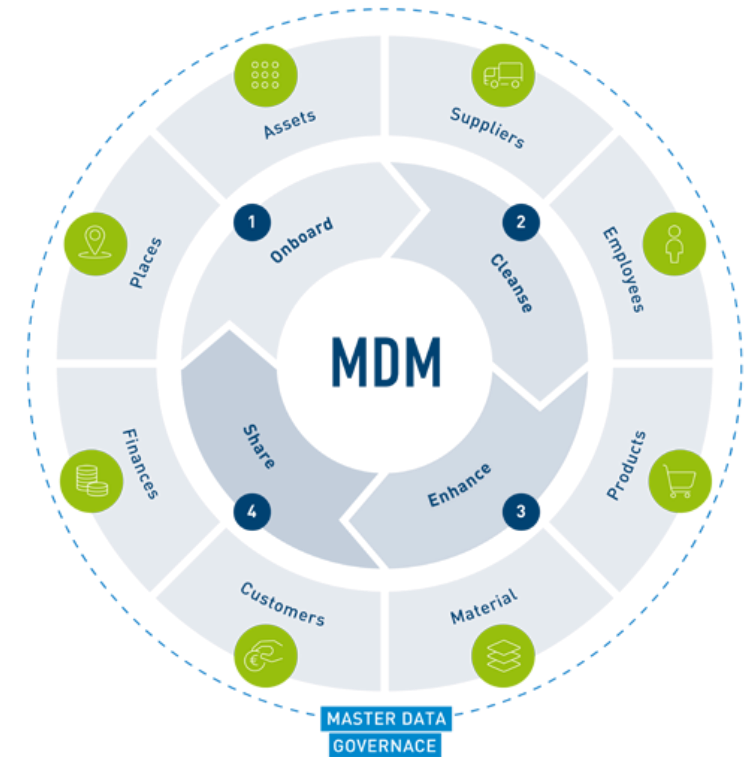 Assets
Suppliers
Places
1
Onboard
2
Cleanse
Employees
MDM
Finances
Share
4
Enhance
3
Products
Customers
Material
MASTER DATA
GOVERNACE